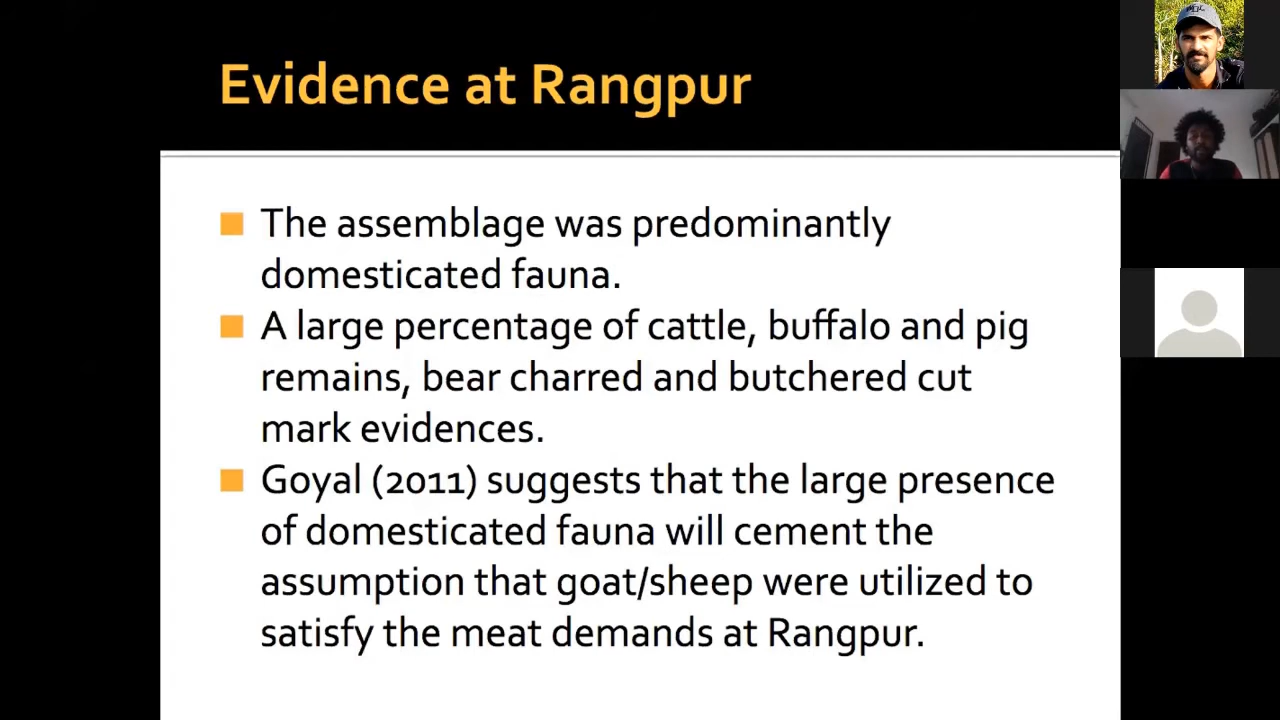 Evidence at Rangpur
The assemblage was predominantly
domesticated fauna.
A large percentage of cattle, buffalo and pig
remains, bear charred and butchered cut
mark evidences.
Goyal (2011) suggests that the large presence
of domesticated fauna will cement the
assumption that goat/sheep were utilized to
satisfy the meat demands at Rangpur.